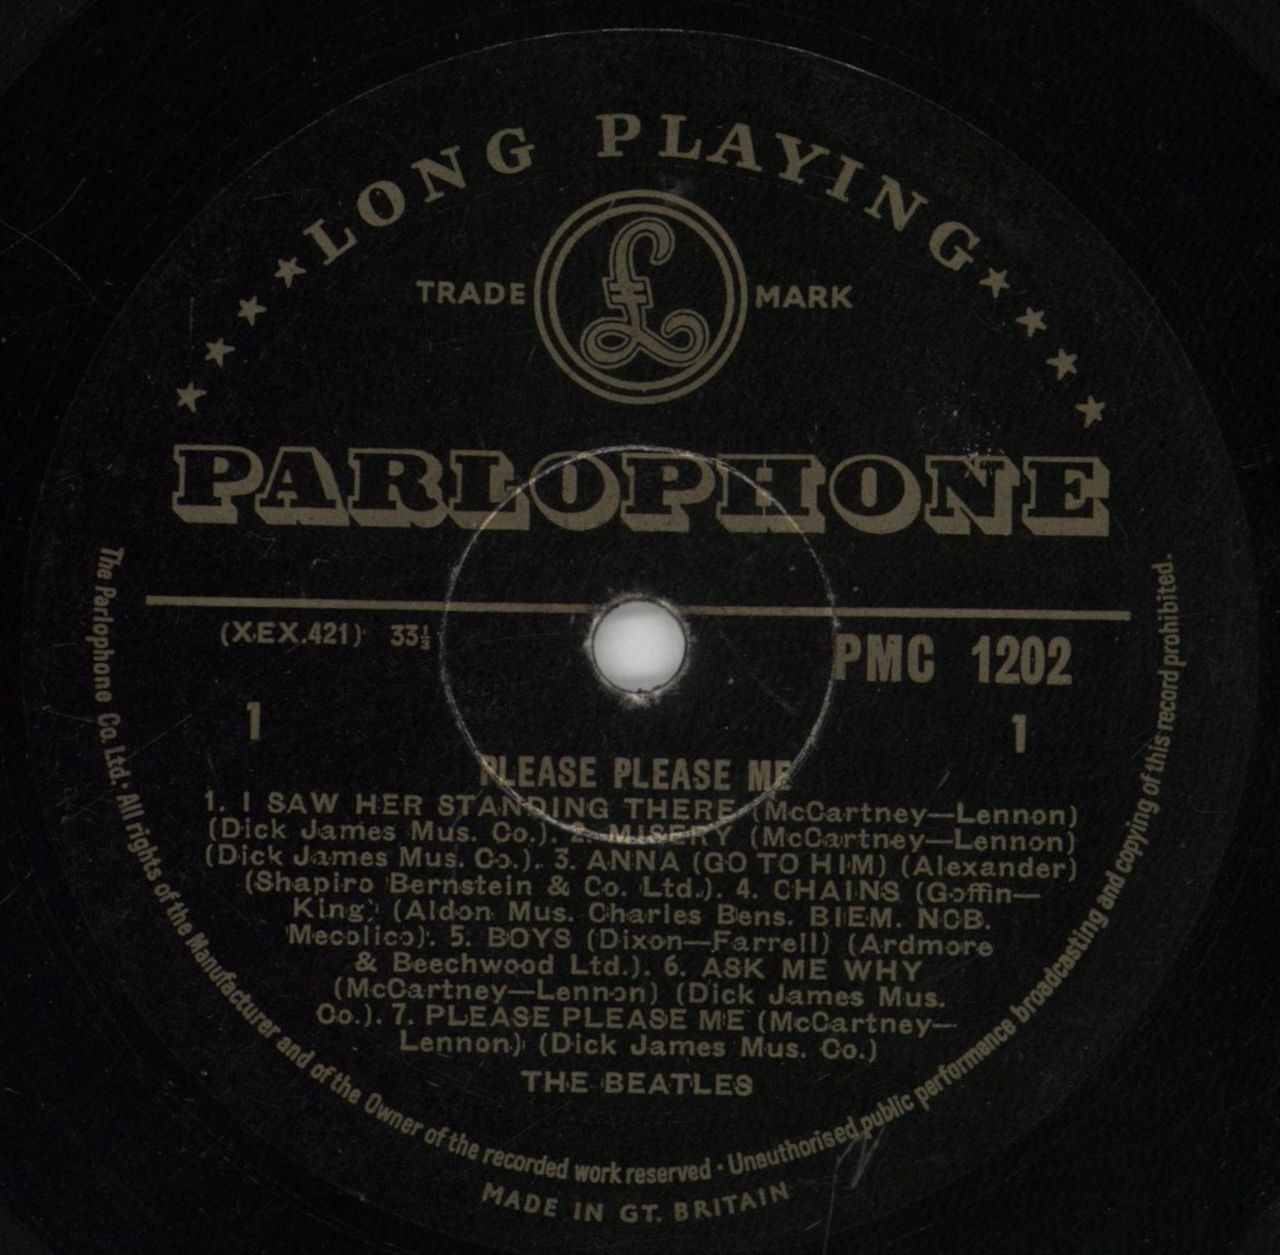 LONG PLAYING
TRADE £ MARK
PARLOPHONE
(XEX.421) 33⅓
PMC 1202
1 1
PLEASE PLEASE ME
1. I SAW HER STANDING THERE (McCartney—Lennon)
(Dick James Mus. Co.). 2. MISERY (McCartney—Lennon)
(Dick James Mus. Co.). 3. ANNA (GO TO HIM) (Alexander)
(Shapiro Bernstein & Co. Ltd.). 4. CHAINS (Goffin—
King) (Aldon Mus. Charles Bens. BIEM. NCB.
Mecolico). 5. BOYS (Dixon—Farrell) (Ardmore
& Beechwood Ltd.). 6. ASK ME WHY
(McCartney—Lennon) (Dick James Mus.
Co.). 7. PLEASE PLEASE ME (McCartney—
Lennon) (Dick James Mus. Co.)
THE BEATLES
The Parlophone Co. Ltd. · All rights of the Manufacturer and of the Owner of the recorded work reserved · Unauthorised public performance broadcasting and copying of this record prohibited.
MADE IN GT. BRITAIN